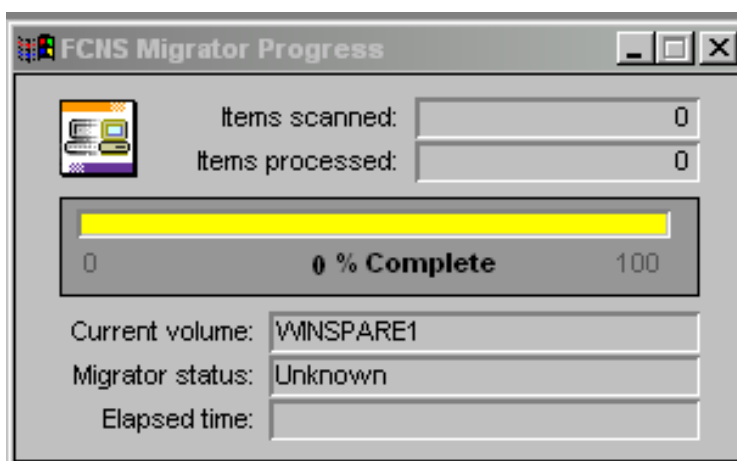 FCNS Migrator Progress
Items scanned: 0
Items processed: 0
0 % Complete
0 100
Current volume: WINSPARE1
Migrator status: Unknown
Elapsed time: